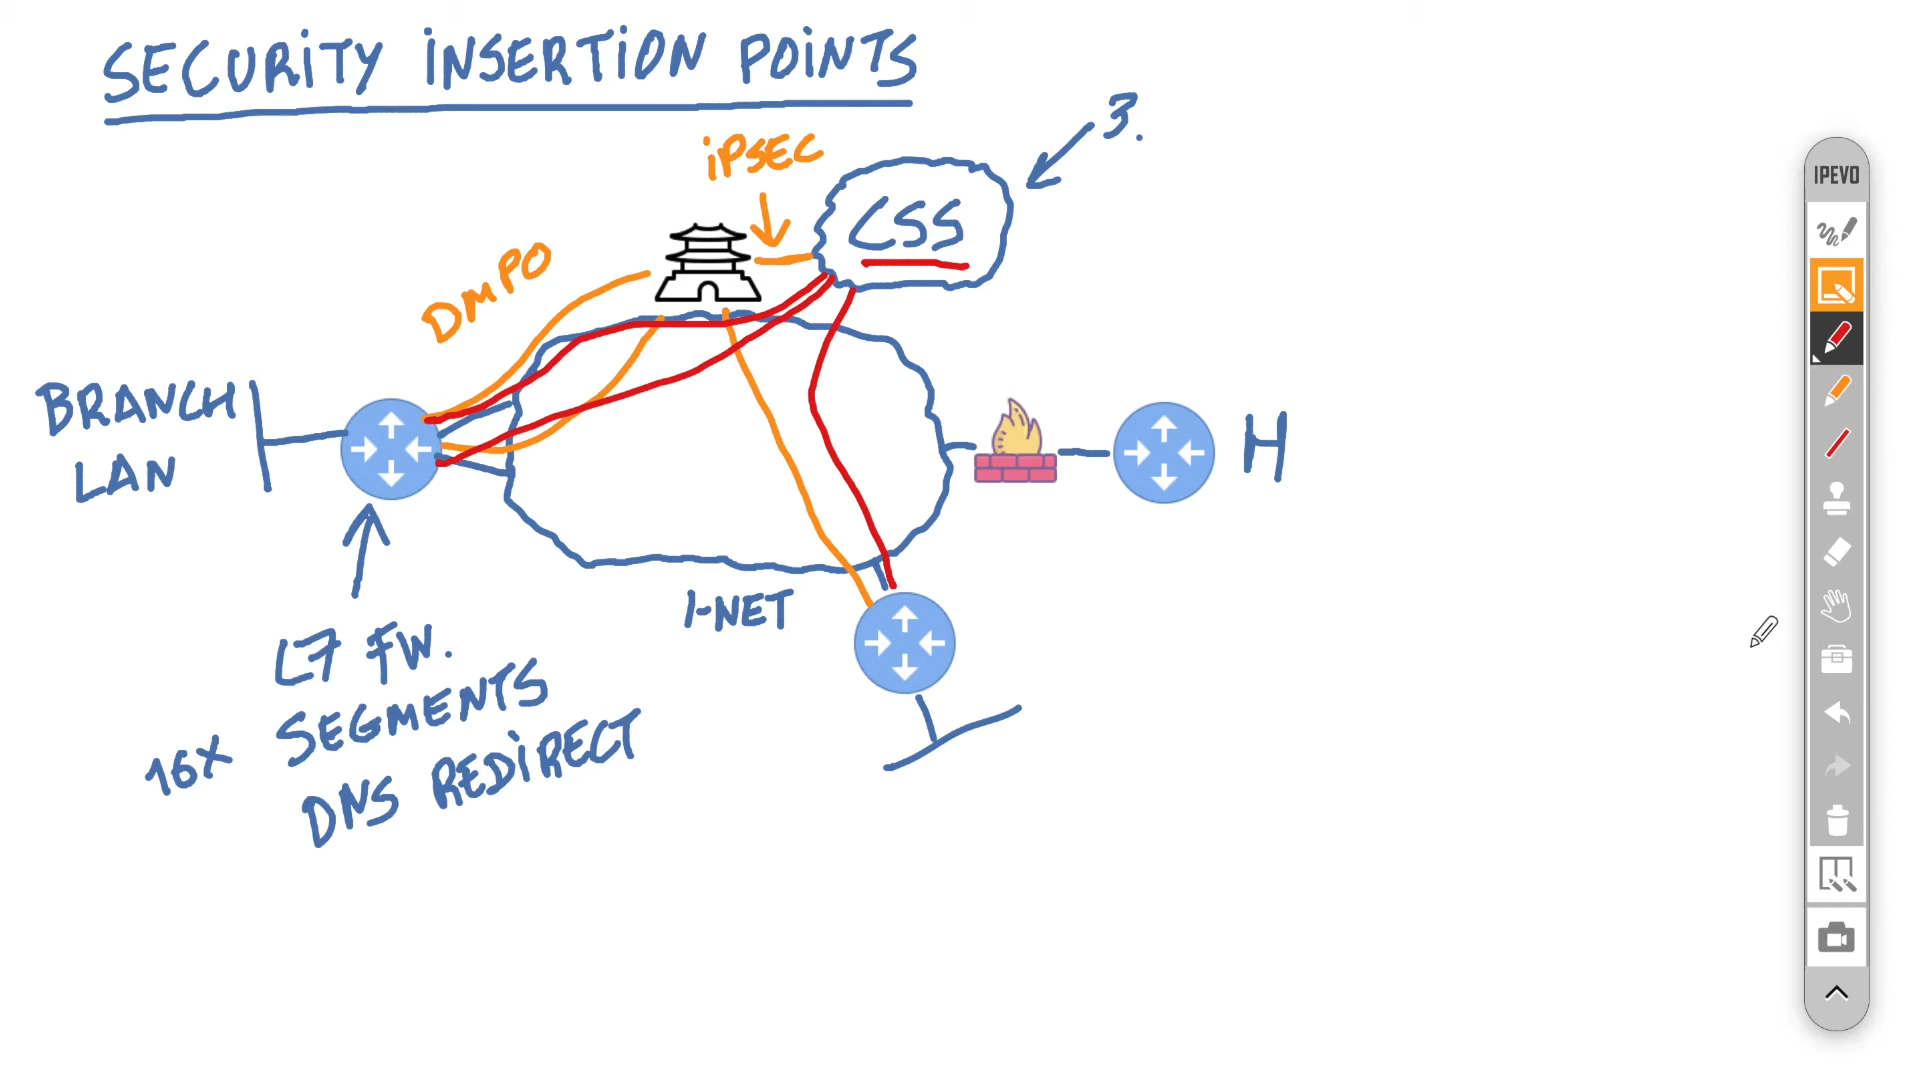 SECURITY INSERTION POINTS
3.
IPSEC
CSS
DMPO
BRANCH
LAN
H
I-NET
L7 FW.
16X SEGMENTS
DNS REDIRECT
IPEVO